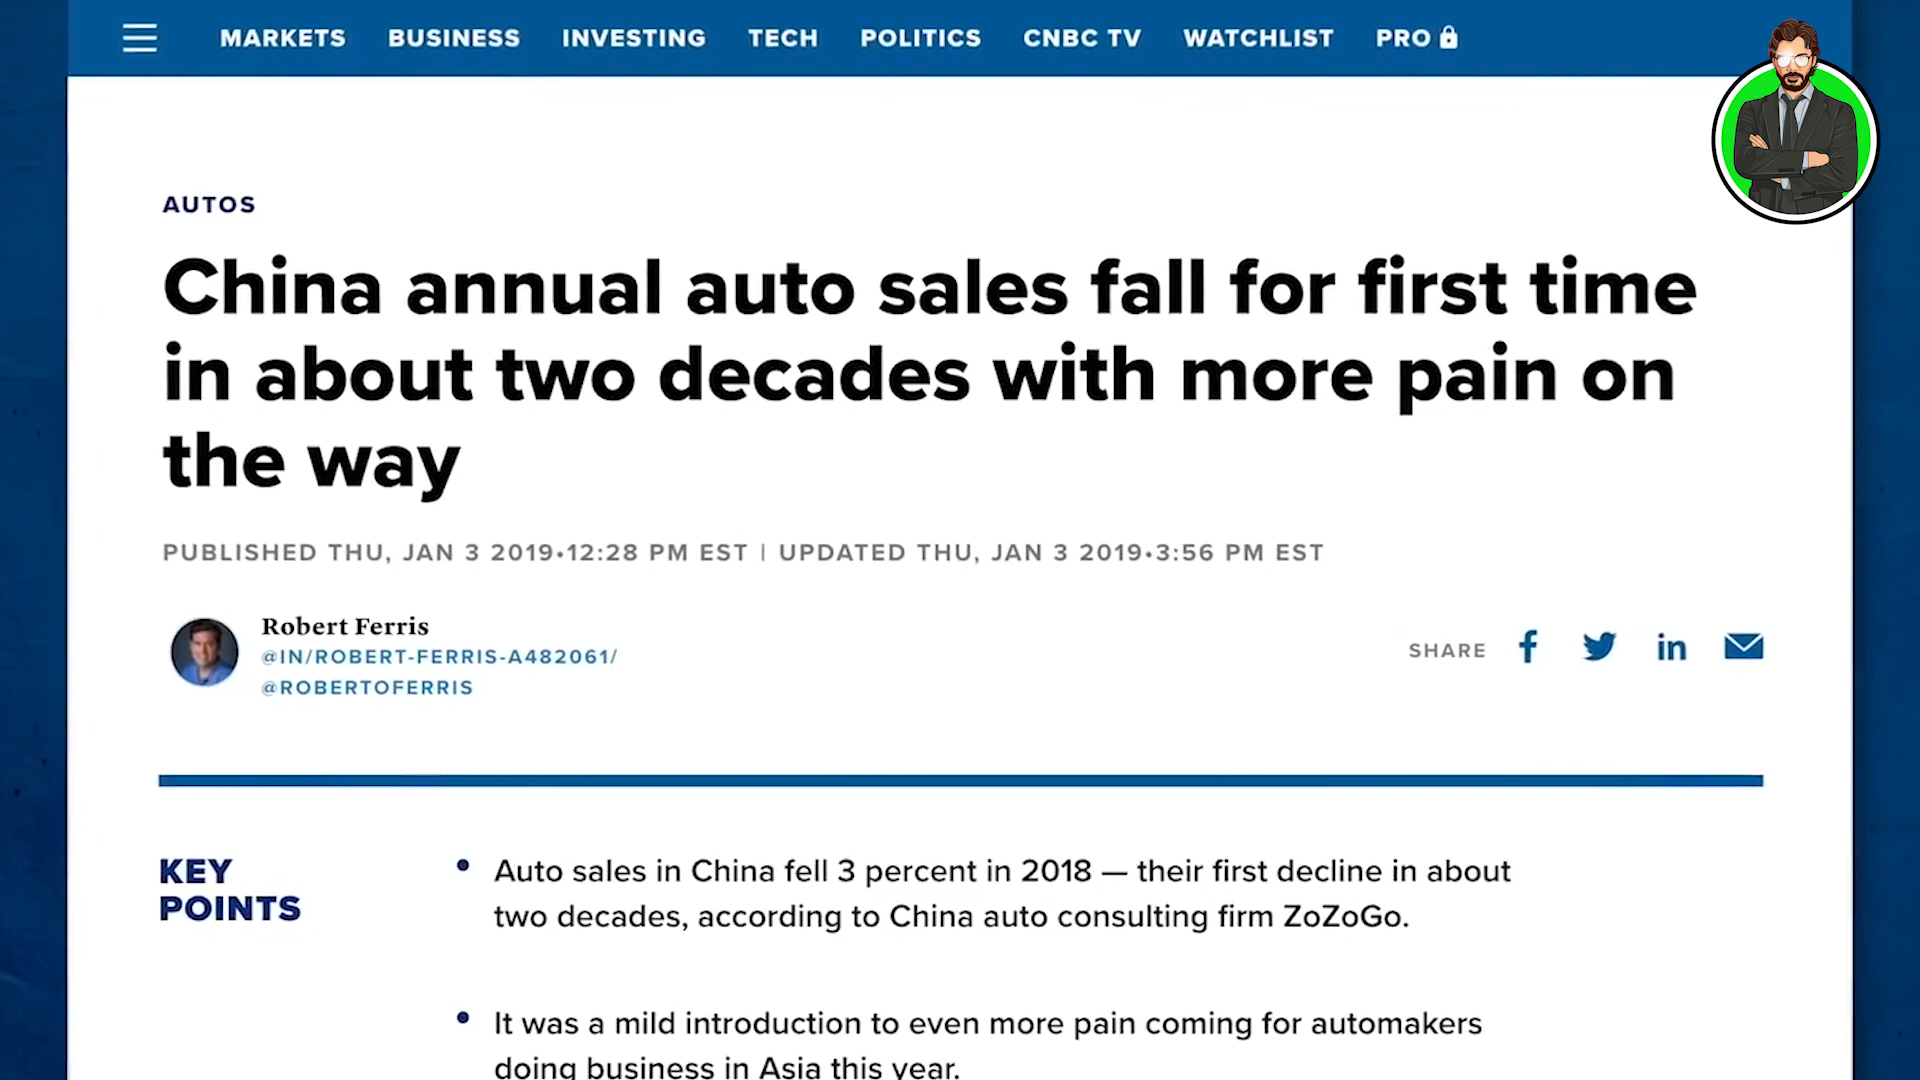 MARKETS BUSINESS INVESTING TECH POLITICS CNBC TV WATCHLIST PRO
AUTOS
China annual auto sales fall for first time
in about two decades with more pain on
the way
PUBLISHED THU, JAN 3 2019•12:28 PM EST | UPDATED THU, JAN 3 2019•3:56 PM EST
Robert Ferris
@IN/ROBERT-FERRIS-A482061/
@ROBERTOFERRIS
SHARE f in
KEY
POINTS
• Auto sales in China fell 3 percent in 2018 — their first decline in about
two decades, according to China auto consulting firm ZoZoGo.
• It was a mild introduction to even more pain coming for automakers
doing business in Asia this year.